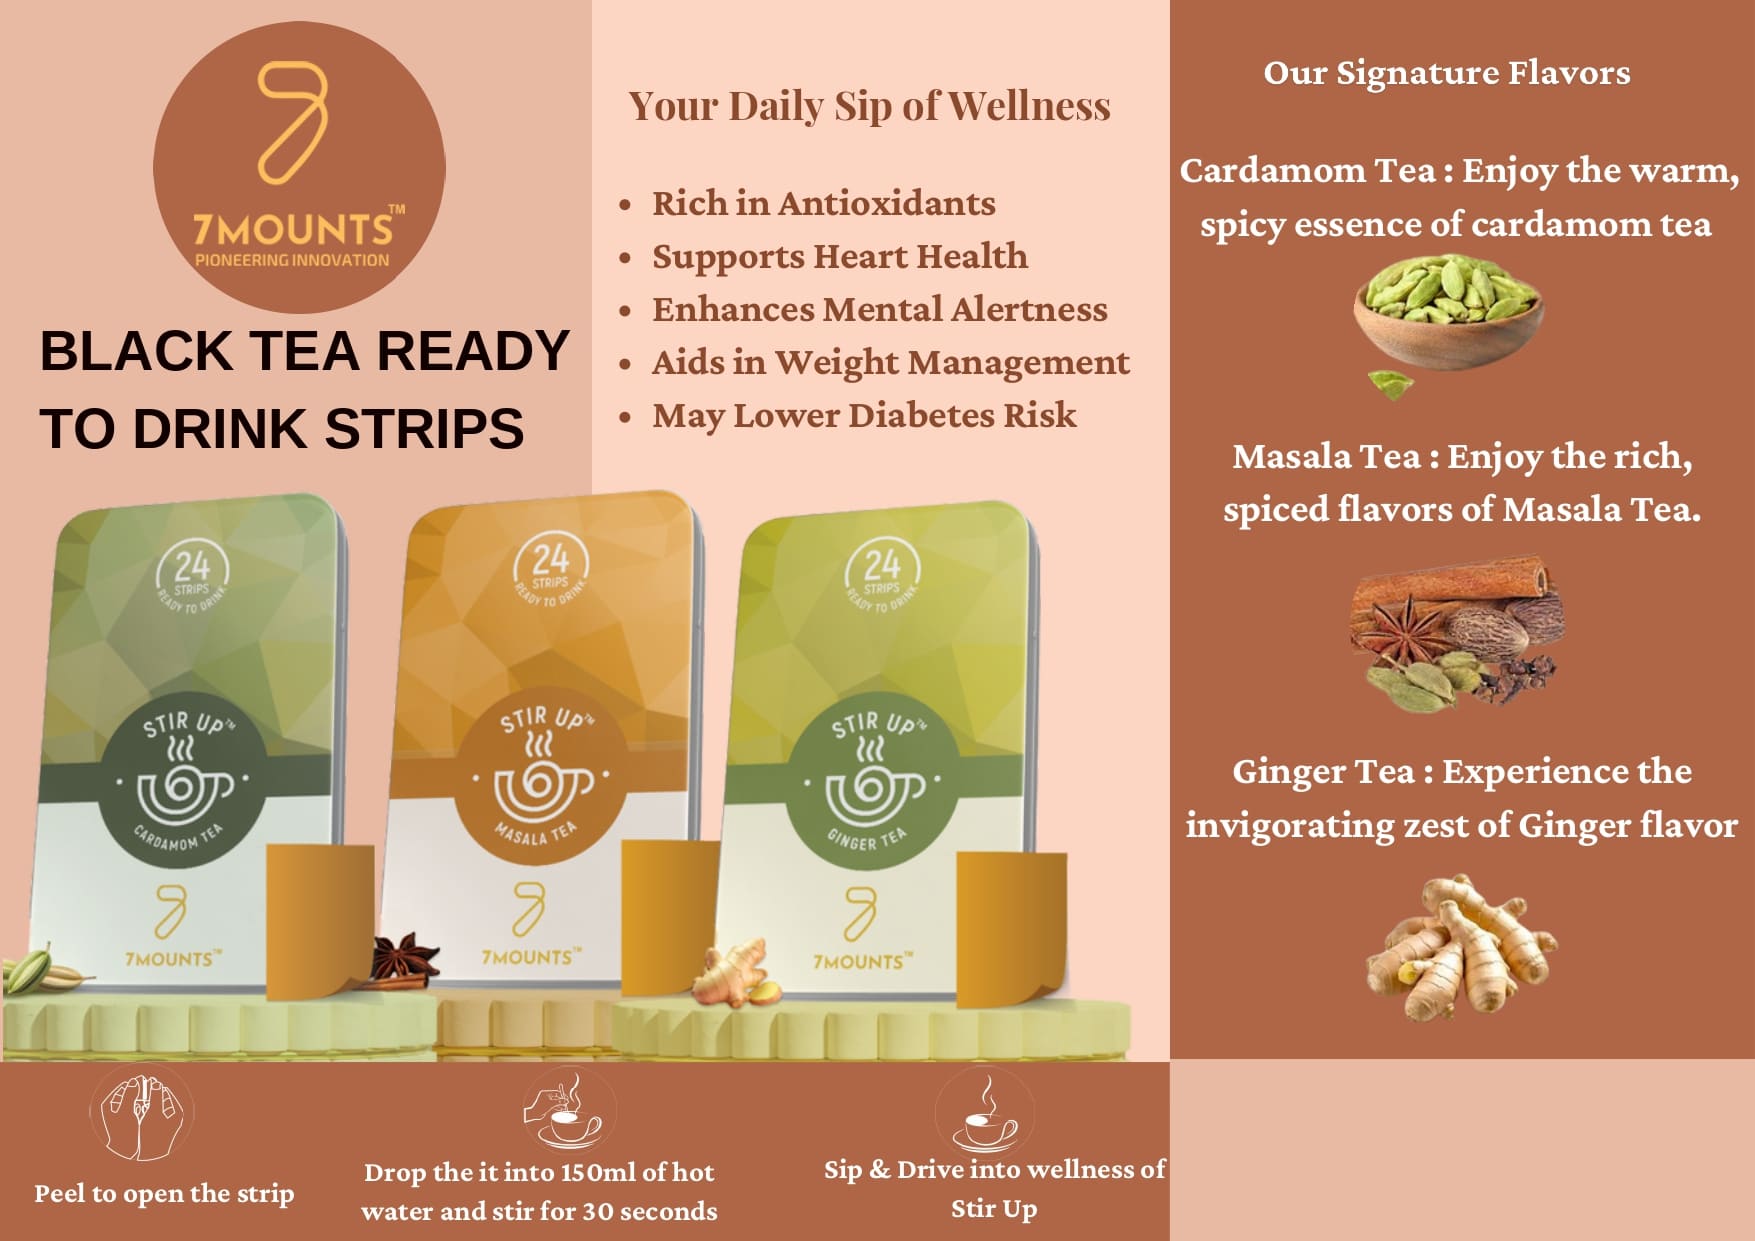 7MOUNTS™
PIONEERING INNOVATION
BLACK TEA READY
TO DRINK STRIPS
Your Daily Sip of Wellness
• Rich in Antioxidants
• Supports Heart Health
• Enhances Mental Alertness
• Aids in Weight Management
• May Lower Diabetes Risk
24
STRIPS
READY TO DRINK
STIR UP™
CARDAMOM TEA
7MOUNTS™
24
STRIPS
READY TO DRINK
STIR UP™
MASALA TEA
7MOUNTS™
24
STRIPS
READY TO DRINK
STIR UP™
GINGER TEA
7MOUNTS™
Our Signature Flavors
Cardamom Tea : Enjoy the warm,
spicy essence of cardamom tea
Masala Tea : Enjoy the rich,
spiced flavors of Masala Tea.
Ginger Tea : Experience the
invigorating zest of Ginger flavor
Peel to open the strip
Drop the it into 150ml of hot
water and stir for 30 seconds
Sip & Drive into wellness of
Stir Up